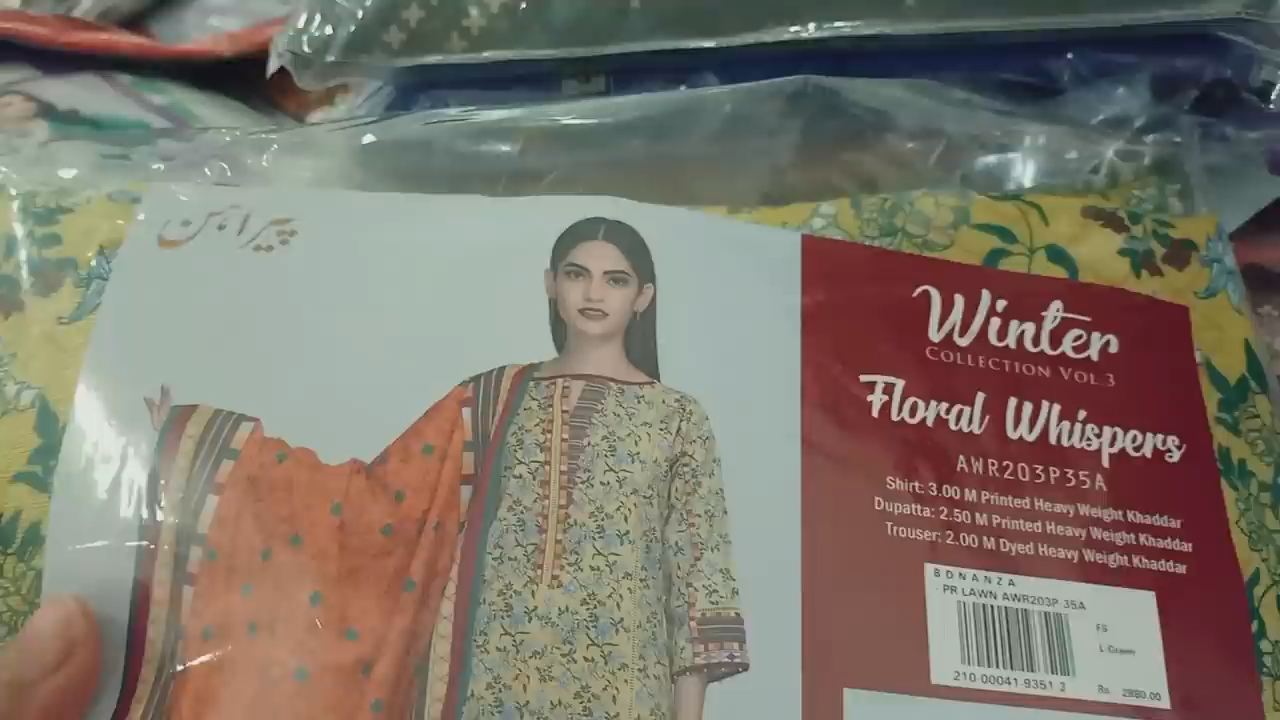 پیراہن
Winter
COLLECTION VOL.3
Floral Whispers
AWR203P35A
Shirt: 3.00 M Printed Heavy Weight Khaddar
Dupatta: 2.50 M Printed Heavy Weight Khaddar
Trouser: 2.00 M Dyed Heavy Weight Khaddar
BONANZA
PR LAWN AWR203P 35A
FS
L-Green
210 00041 9351 2
Rs. 2880.00